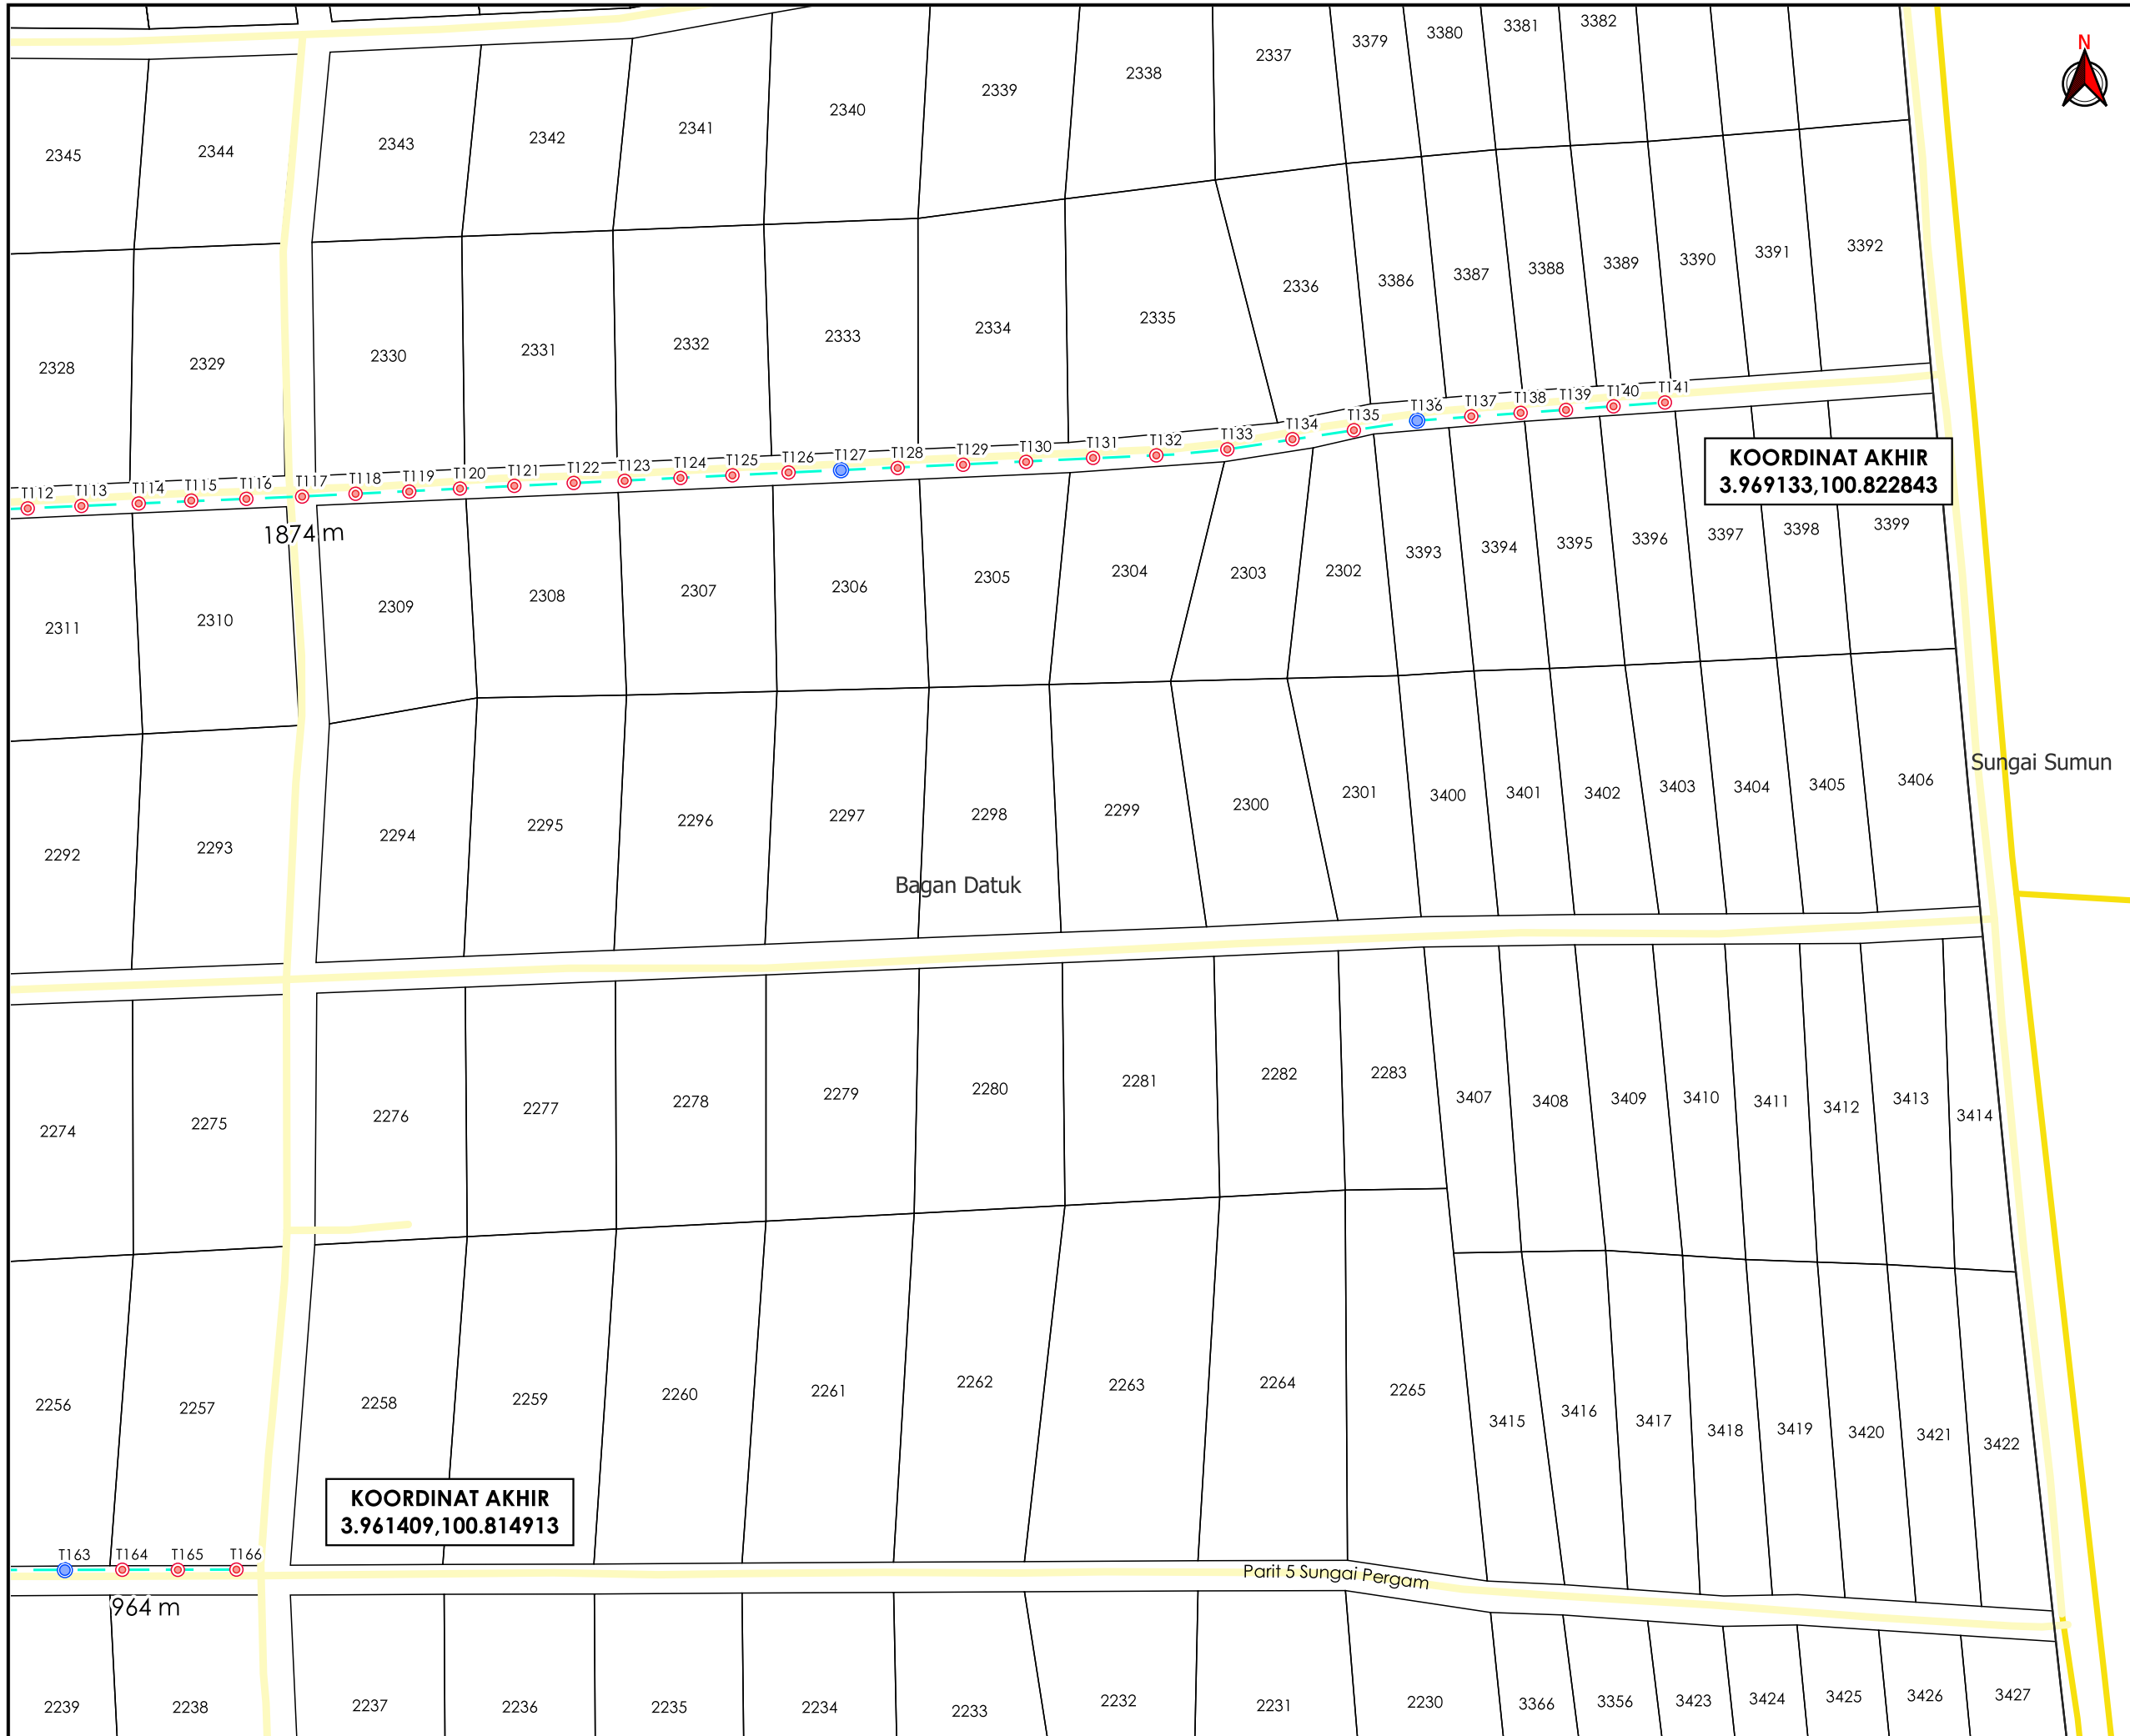 N
3379 3380 3381 3382
2345 2344 2343 2342 2341 2340 2339 2338 2337
2328 2329 2330 2331 2332 2333 2334 2335 2336 3386 3387 3388 3389 3390 3391 3392
T112 T113 T114 T115 T116 T117 T118 T119 T120 T121 T122 T123 T124 T125 T126 T127 T128 T129 T130 T131 T132 T133 T134 T135 T136 T137 T138 T139 T140 T141
1874 m
KOORDINAT AKHIR
3.969133,100.822843
2311 2310 2309 2308 2307 2306 2305 2304 2303 2302 3393 3394 3395 3396 3397 3398 3399
Sungai Sumun
2292 2293 2294 2295 2296 2297 2298 2299 2300 2301 3400 3401 3402 3403 3404 3405 3406
Bagan Datuk
2274 2275 2276 2277 2278 2279 2280 2281 2282 2283 3407 3408 3409 3410 3411 3412 3413 3414
2256 2257 2258 2259 2260 2261 2262 2263 2264 2265 3415 3416 3417 3418 3419 3420 3421 3422
KOORDINAT AKHIR
3.961409,100.814913
T163 T164 T165 T166
Parit 5 Sungai Pergam
964 m
2239 2238 2237 2236 2235 2234 2233 2232 2231 2230 3366 3356 3423 3424 3425 3426 3427